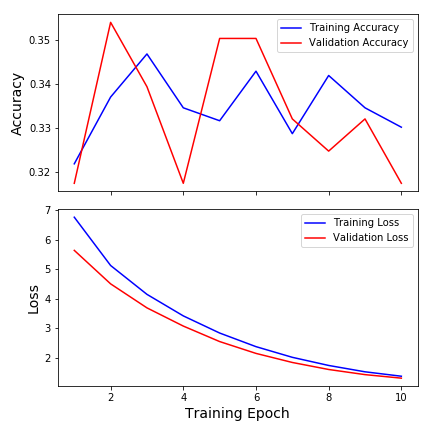 Training Accuracy
Validation Accuracy
0.35
0.34
0.33
0.32
Accuracy
Training Loss
Validation Loss
7
6
5
4
3
2
Loss
2
4
6
8
10
Training Epoch